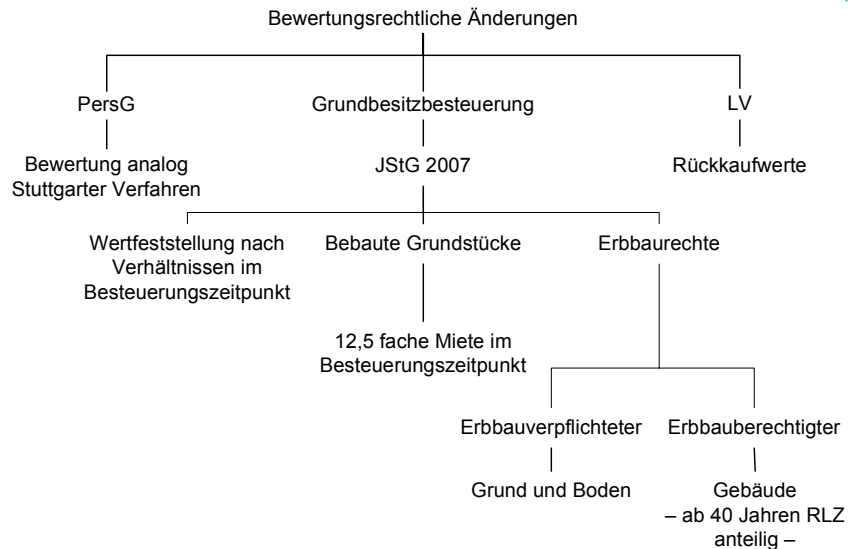 Bewertungsrechtliche Änderungen
PersG
Grundbesitzbesteuerung
LV
Bewertung analog
Stuttgarter Verfahren
JStG 2007
Rückkaufwerte
Wertfeststellung nach
Verhältnissen im
Besteuerungszeitpunkt
Bebaute Grundstücke
Erbbaurechte
12,5 fache Miete im
Besteuerungszeitpunkt
Erbbauverpflichteter
Erbbauberechtigter
Grund und Boden
Gebäude
– ab 40 Jahren RLZ
anteilig –